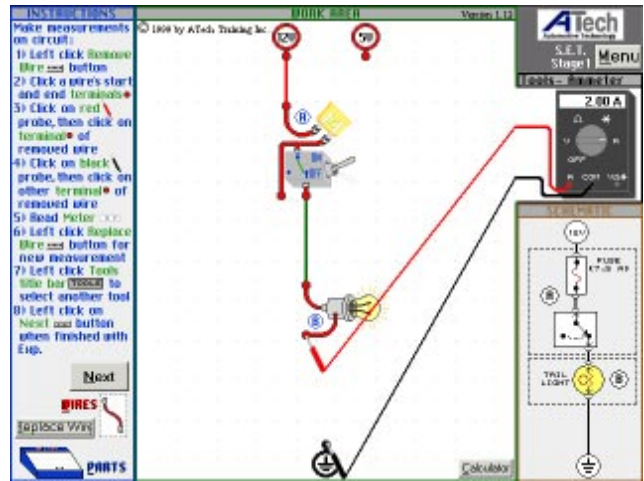 INSTRUCTIONS
Make measurements
on circuit:
1) Left click Remove
Wire button
2) Click a wire's start
and end terminals
3) Click on red
probe, then click on
terminal of
removed wire
4) Click on black
probe, then click on
other terminal of
removed wire
5) Read Meter
6) Left click Replace
Wire button for
new measurement
7) Left click Tools
title bar TOOLS to
select another tool
8) Left click on
Next button
when finished with
Exp.
Next
WIRES
Replace Wire
PARTS
WORK AREA
Version 1.12
© 1999 by ATech Training Inc
12V
5V
A
ON
OFF
B
Calculator
ATech
Automotive Technology
S.E.T.
Stage1
Menu
Tools- Ammeter
2.00 A
Ω
V
A
OFF
A
COM
SCHEMATIC
FUSE
TAIL
LIGHT
B